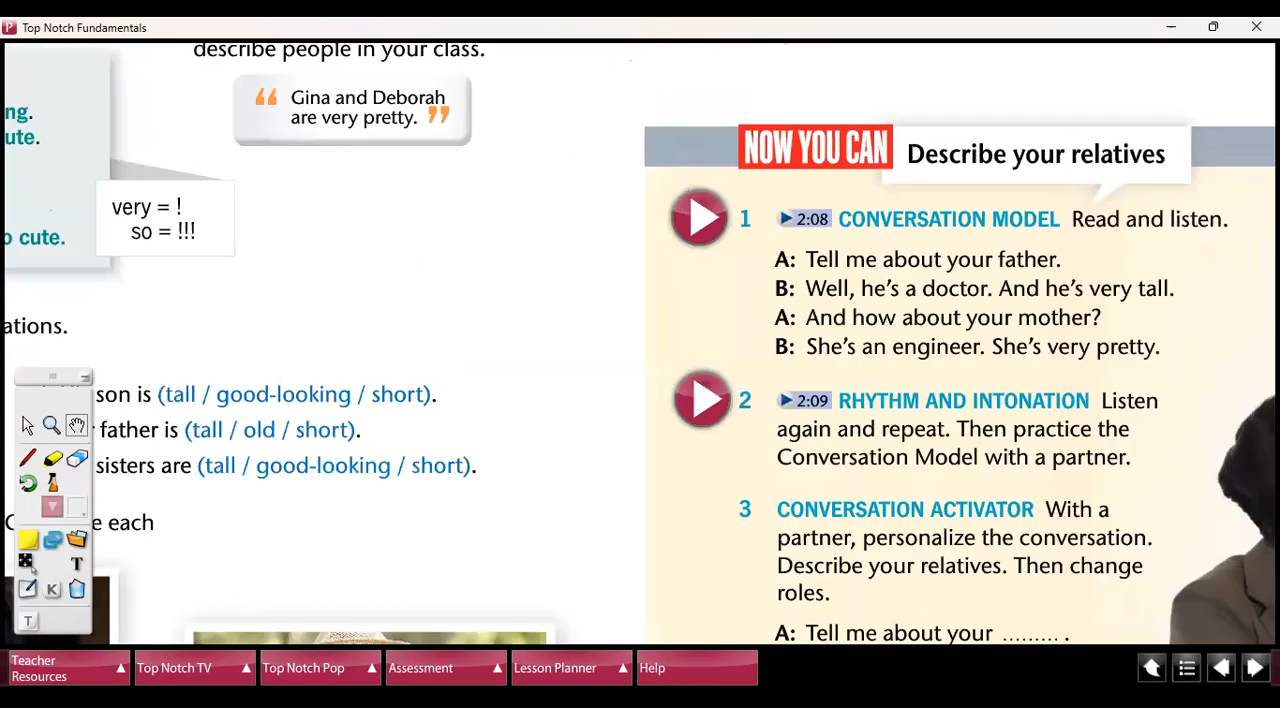 Top Notch Fundamentals
describe people in your class.
ng.
ute.
“ Gina and Deborah
are very pretty. ”
very = !
so = !!!
o cute.
ations.
son is (tall / good-looking / short).
father is (tall / old / short).
sisters are (tall / good-looking / short).
e each
NOW YOU CAN Describe your relatives
1 ▶ 2:08 CONVERSATION MODEL Read and listen.
A: Tell me about your father.
B: Well, he's a doctor. And he's very tall.
A: And how about your mother?
B: She's an engineer. She's very pretty.
2 ▶ 2:09 RHYTHM AND INTONATION Listen
again and repeat. Then practice the
Conversation Model with a partner.
3 CONVERSATION ACTIVATOR With a
partner, personalize the conversation.
Describe your relatives. Then change
roles.
A: Tell me about your ......... .
T
K
T
Teacher
Resources
Top Notch TV
Top Notch Pop
Assessment
Lesson Planner
Help